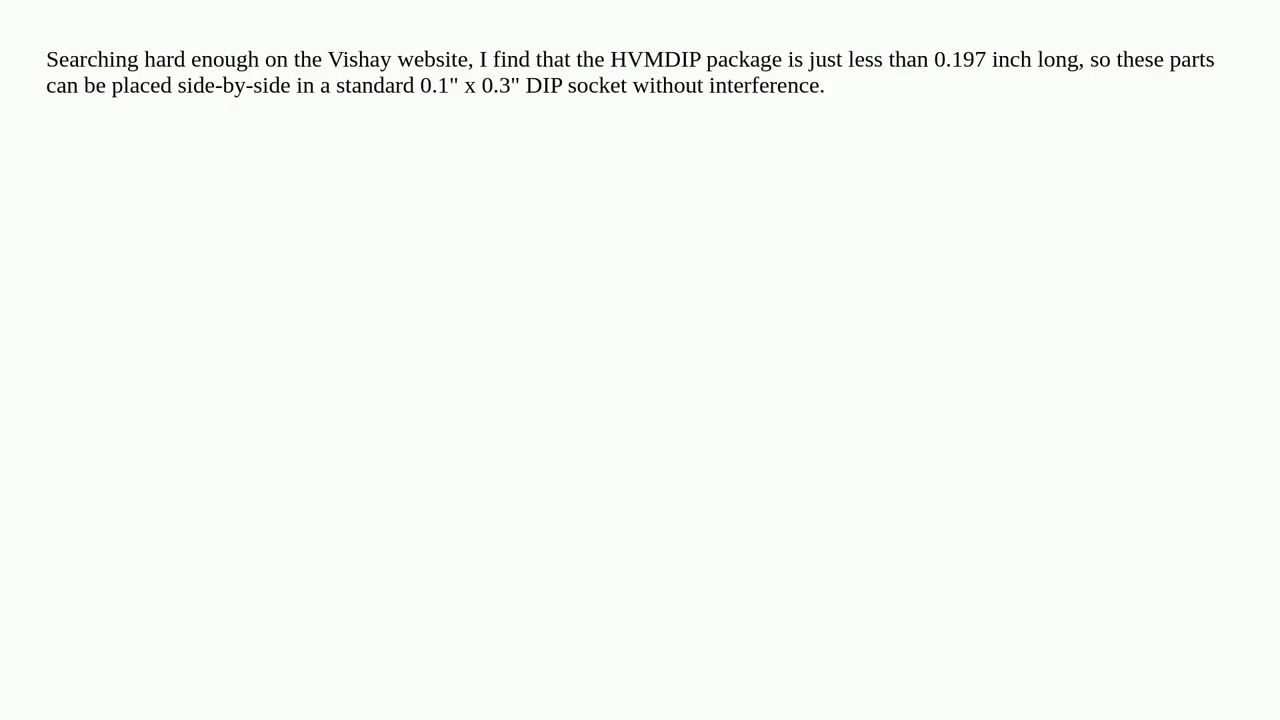 Searching hard enough on the Vishay website, I find that the HVMDIP package is just less than 0.197 inch long, so these parts
can be placed side-by-side in a standard 0.1" x 0.3" DIP socket without interference.